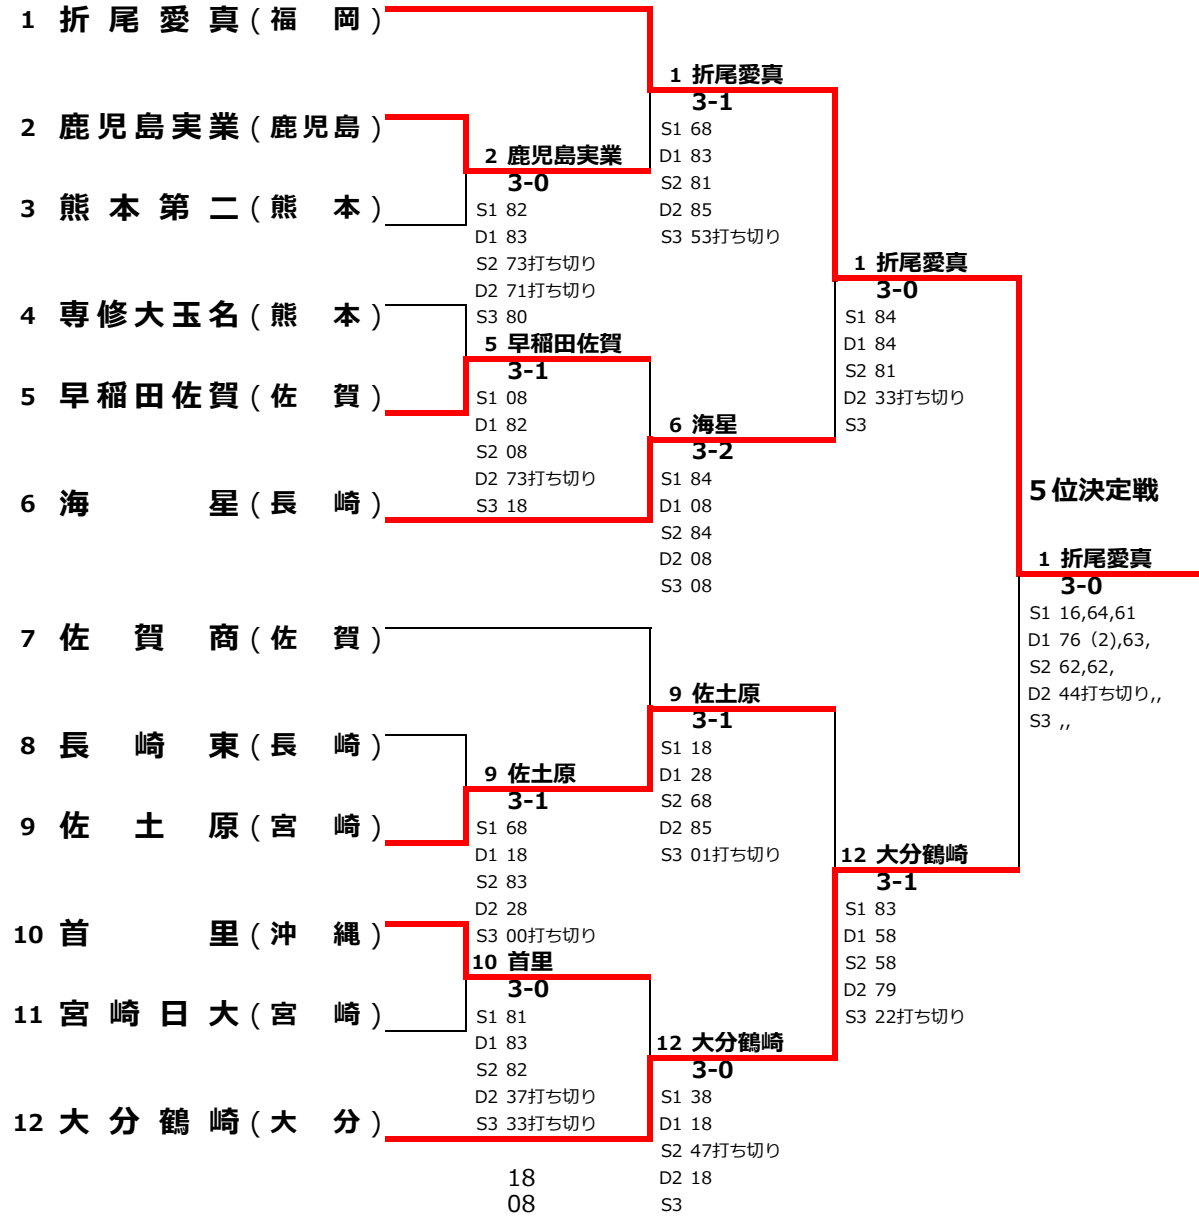 1 折尾愛真(福岡)
2 鹿児島実業(鹿児島)
3 熊本第二(熊本)
4 専修大玉名(熊本)
5 早稲田佐賀(佐賀)
6 海星(長崎)
7 佐賀商(佐賀)
8 長崎東(長崎)
9 佐土原(宮崎)
10 首里(沖縄)
11 宮崎日大(宮崎)
12 大分鶴崎(大分)
2 鹿児島実業
3-0
S1 82
D1 83
S2 73打ち切り
D2 71打ち切り
S3 80
5 早稲田佐賀
3-1
S1 08
D1 82
S2 08
D2 73打ち切り
S3 18
9 佐土原
3-1
S1 68
D1 18
S2 83
D2 28
S3 00打ち切り
10 首里
3-0
S1 81
D1 83
S2 82
D2 37打ち切り
S3 33打ち切り
18
08
1 折尾愛真
3-1
S1 68
D1 83
S2 81
D2 85
S3 53打ち切り
6 海星
3-2
S1 84
D1 08
S2 84
D2 08
S3 08
9 佐土原
3-1
S1 18
D1 28
S2 68
D2 85
S3 01打ち切り
12 大分鶴崎
3-0
S1 38
D1 18
S2 47打ち切り
D2 18
S3
1 折尾愛真
3-0
S1 84
D1 84
S2 81
D2 33打ち切り
S3
12 大分鶴崎
3-1
S1 83
D1 58
S2 58
D2 79
S3 22打ち切り
5位決定戦
1 折尾愛真
3-0
S1 16,64,61
D1 76（2),63,
S2 62,62,
D2 44打ち切り,,
S3 ,,